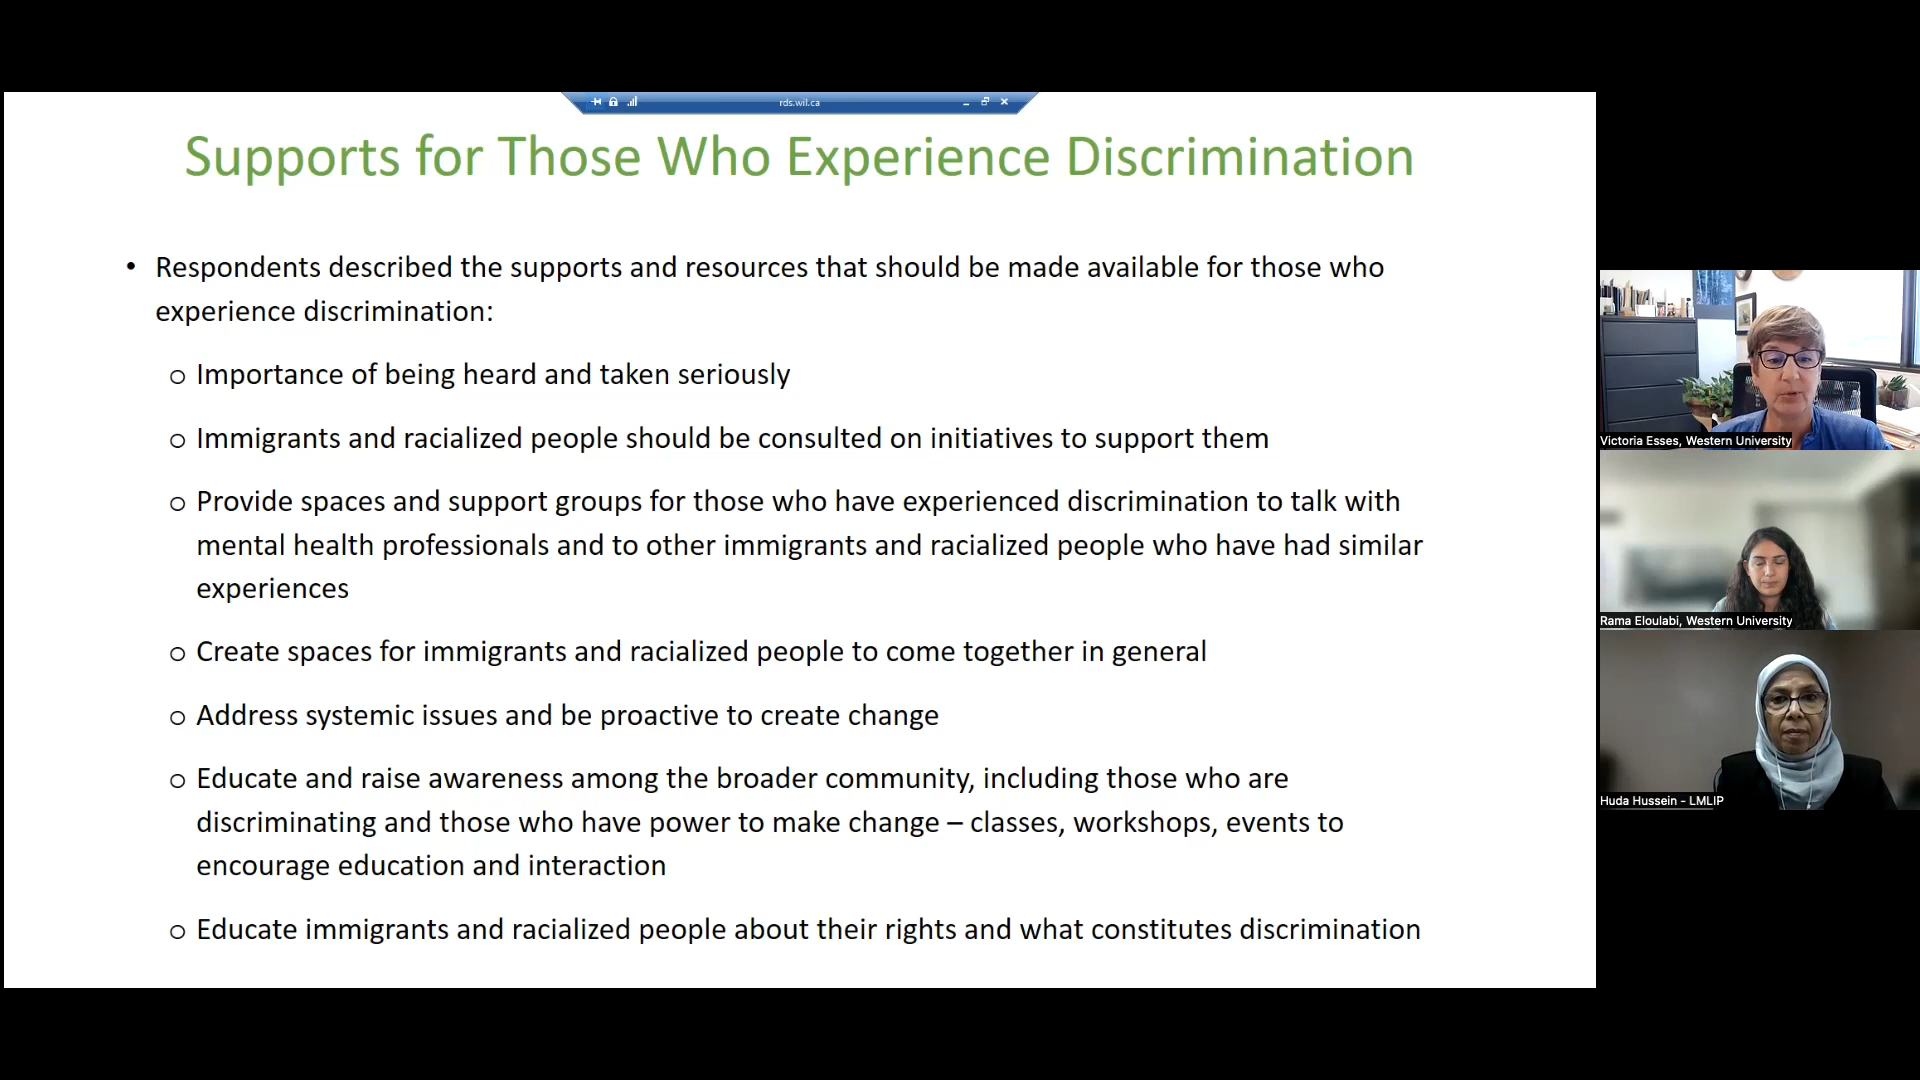 rds.wil.ca
Supports for Those Who Experience Discrimination
• Respondents described the supports and resources that should be made available for those who
experience discrimination:
o Importance of being heard and taken seriously
o Immigrants and racialized people should be consulted on initiatives to support them
o Provide spaces and support groups for those who have experienced discrimination to talk with
mental health professionals and to other immigrants and racialized people who have had similar
experiences
o Create spaces for immigrants and racialized people to come together in general
o Address systemic issues and be proactive to create change
o Educate and raise awareness among the broader community, including those who are
discriminating and those who have power to make change – classes, workshops, events to
encourage education and interaction
o Educate immigrants and racialized people about their rights and what constitutes discrimination
Victoria Esses, Western University
Rama Eloulabi, Western University
Huda Hussein - LMLIP